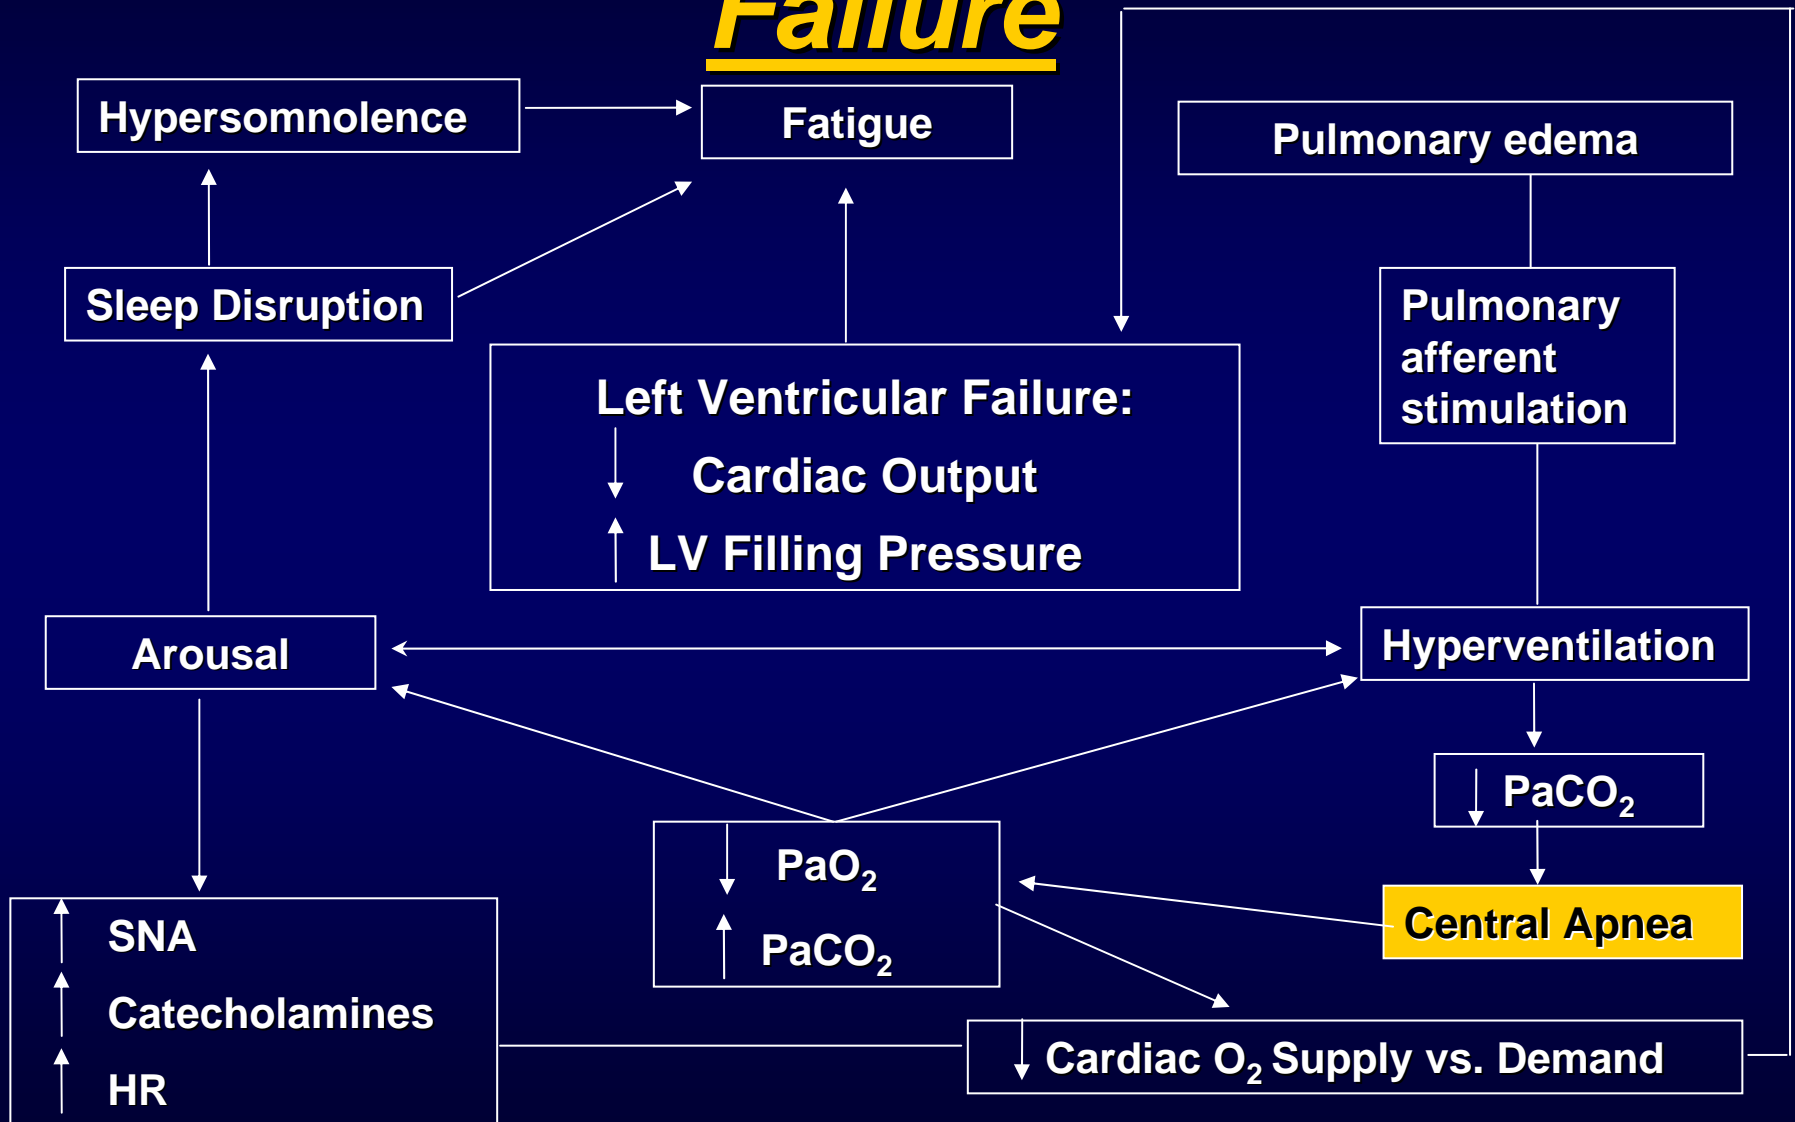 Failure
Hypersomnolence
Fatigue
Pulmonary edema
Sleep Disruption
Pulmonary
afferent
stimulation
Left Ventricular Failure:
Cardiac Output
LV Filling Pressure
Arousal
Hyperventilation
PaCO2
PaO2
PaCO2
Central Apnea
SNA
Catecholamines
HR
Cardiac O2 Supply vs. Demand